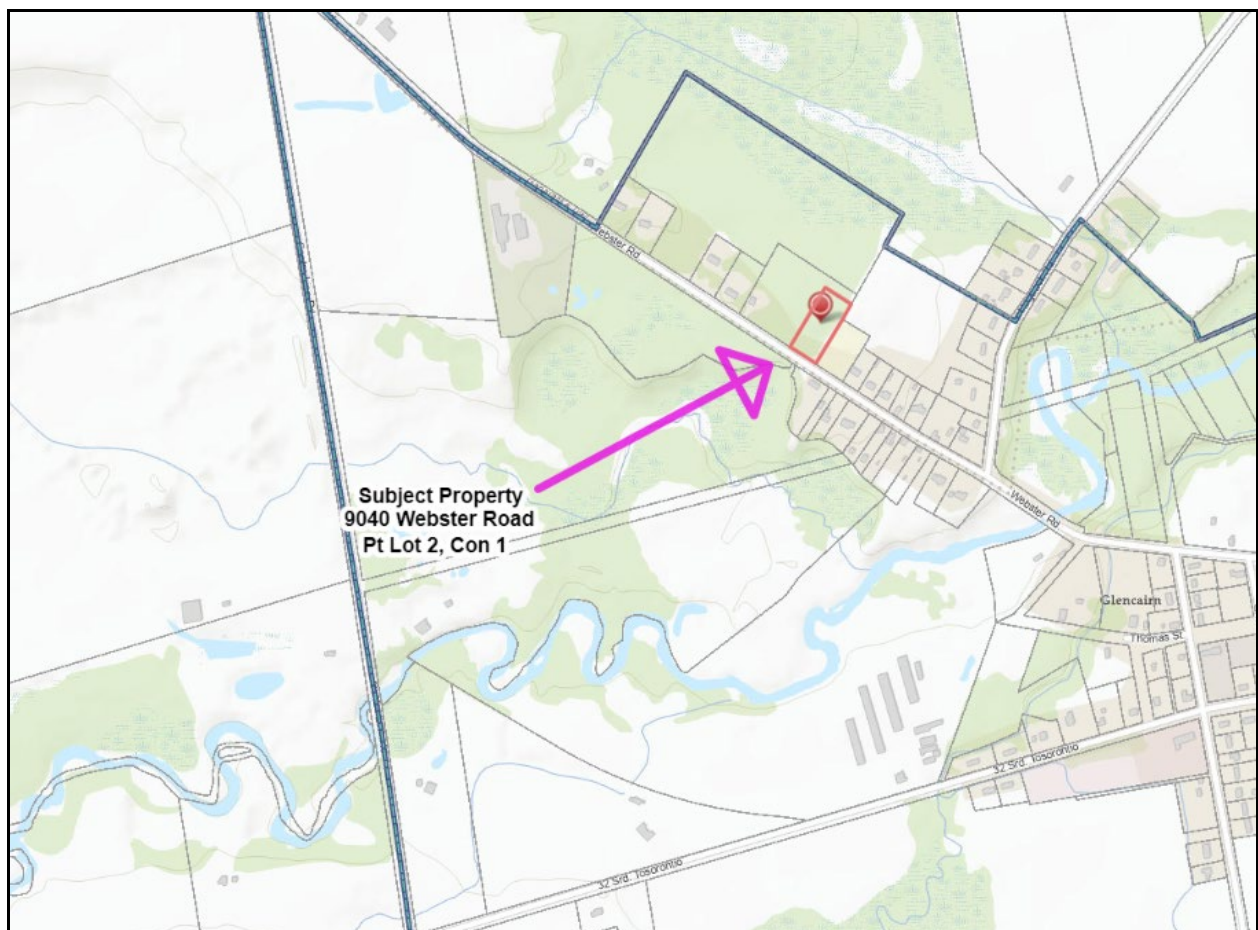 Webster Rd
Subject Property
9040 Webster Road
Pt Lot 2, Con 1
Webster Rd
Glencairn
Thomas St
32 Srd. Tosorontio
32 Srd. Tosorontio